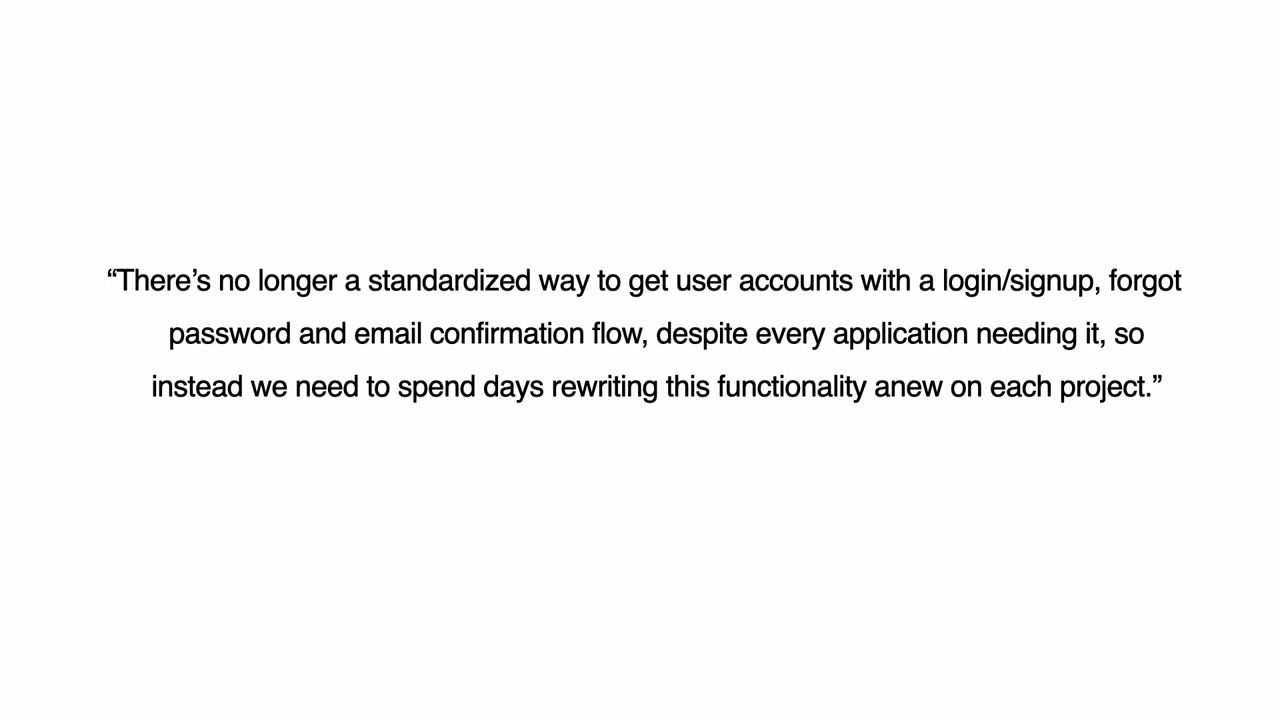 “There’s no longer a standardized way to get user accounts with a login/signup, forgot
password and email confirmation flow, despite every application needing it, so
instead we need to spend days rewriting this functionality anew on each project.”